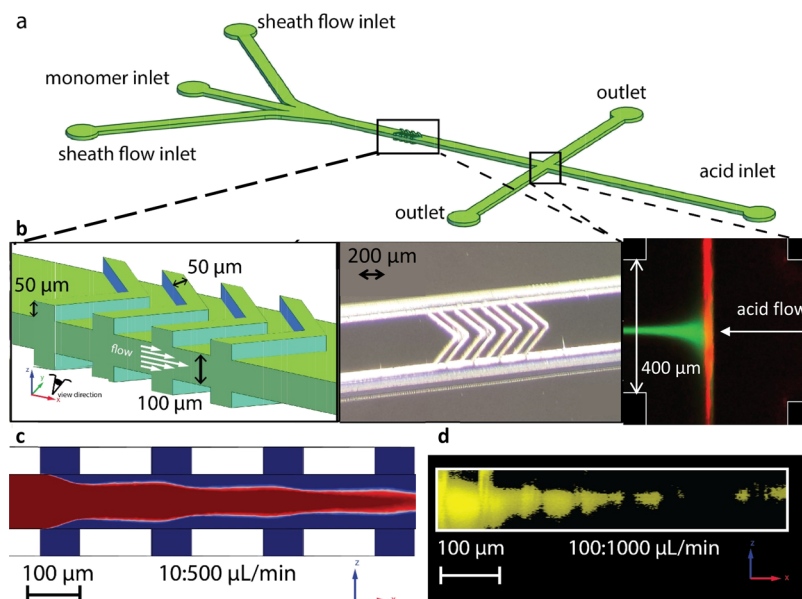 a
sheath flow inlet
monomer inlet
sheath flow inlet
outlet
acid inlet
outlet
b
50 µm
50 µm
flow
100 µm
z
y
x
view direction
200 µm
acid flow
400 µm
c
100 µm
10:500 µL/min
z
d
100 µm
100:1000 µL/min
z
x